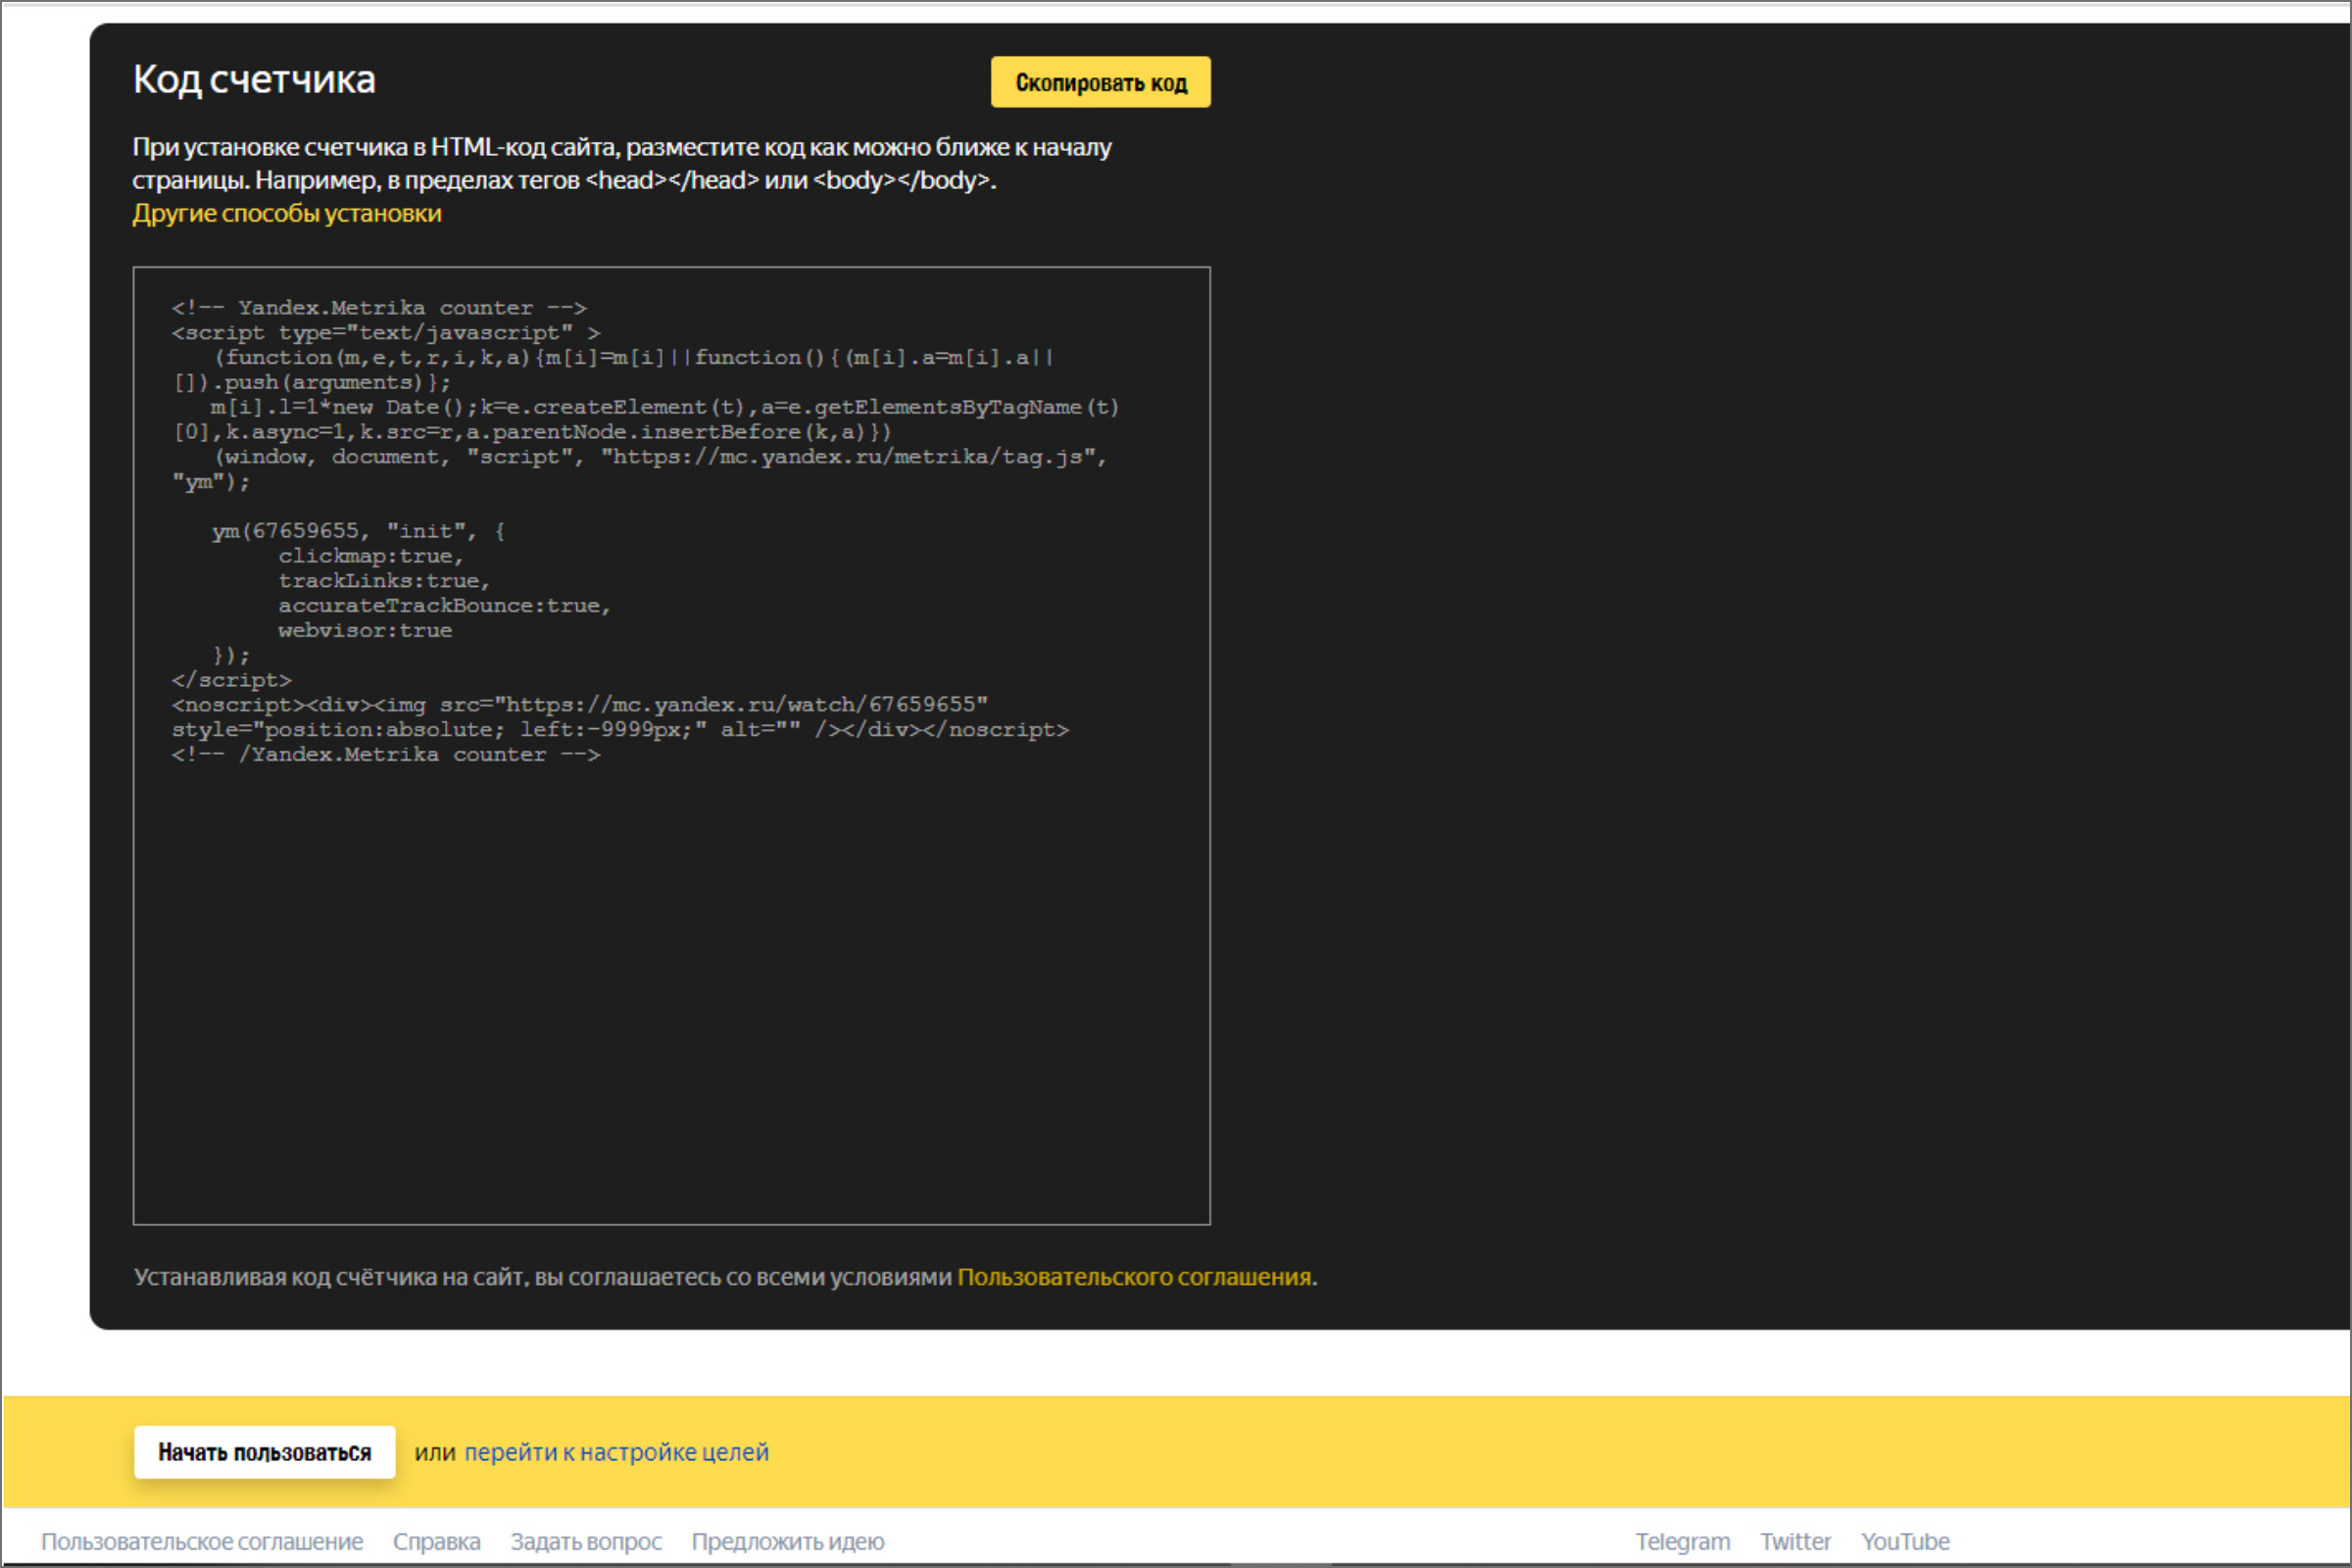 Код счетчика
Скопировать код
При установке счетчика в HTML-код сайта, разместите код как можно ближе к началу
страницы. Например, в пределах тегов <head></head> или <body></body>.
Другие способы установки
<!-- Yandex.Metrika counter -->
<script type="text/javascript" >
(function(m,e,t,r,i,k,a){m[i]=m[i]||function(){(m[i].a=m[i].a||
[]).push(arguments)};
m[i].l=1*new Date();k=e.createElement(t),a=e.getElementsByTagName(t)
[0],k.async=1,k.src=r,a.parentNode.insertBefore(k,a)})
(window, document, "script", "https://mc.yandex.ru/metrika/tag.js",
"ym");
ym(67659655, "init", {
clickmap:true,
trackLinks:true,
accurateTrackBounce:true,
webvisor:true
});
</script>
<noscript><div><img src="https://mc.yandex.ru/watch/67659655"
style="position:absolute; left:-9999px;" alt="" /></div></noscript>
<!-- /Yandex.Metrika counter -->
Устанавливая код счётчика на сайт, вы соглашаетесь со всеми условиями Пользовательского соглашения.
Начать пользоваться или перейти к настройке целей
Пользовательское соглашение Справка Задать вопрос Предложить идею Telegram Twitter YouTube